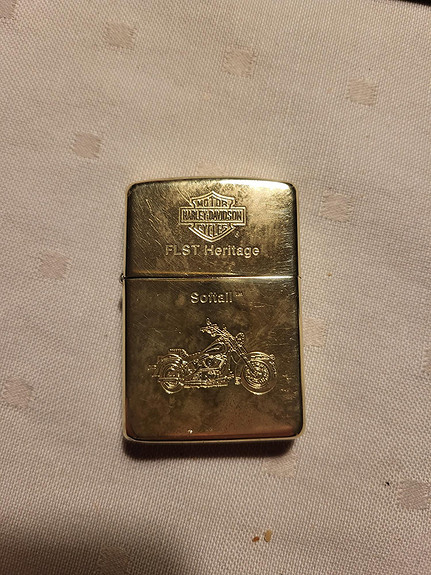 MOTOR
HARLEY-DAVIDSON
CYCLES
FLST Heritage
Softail™